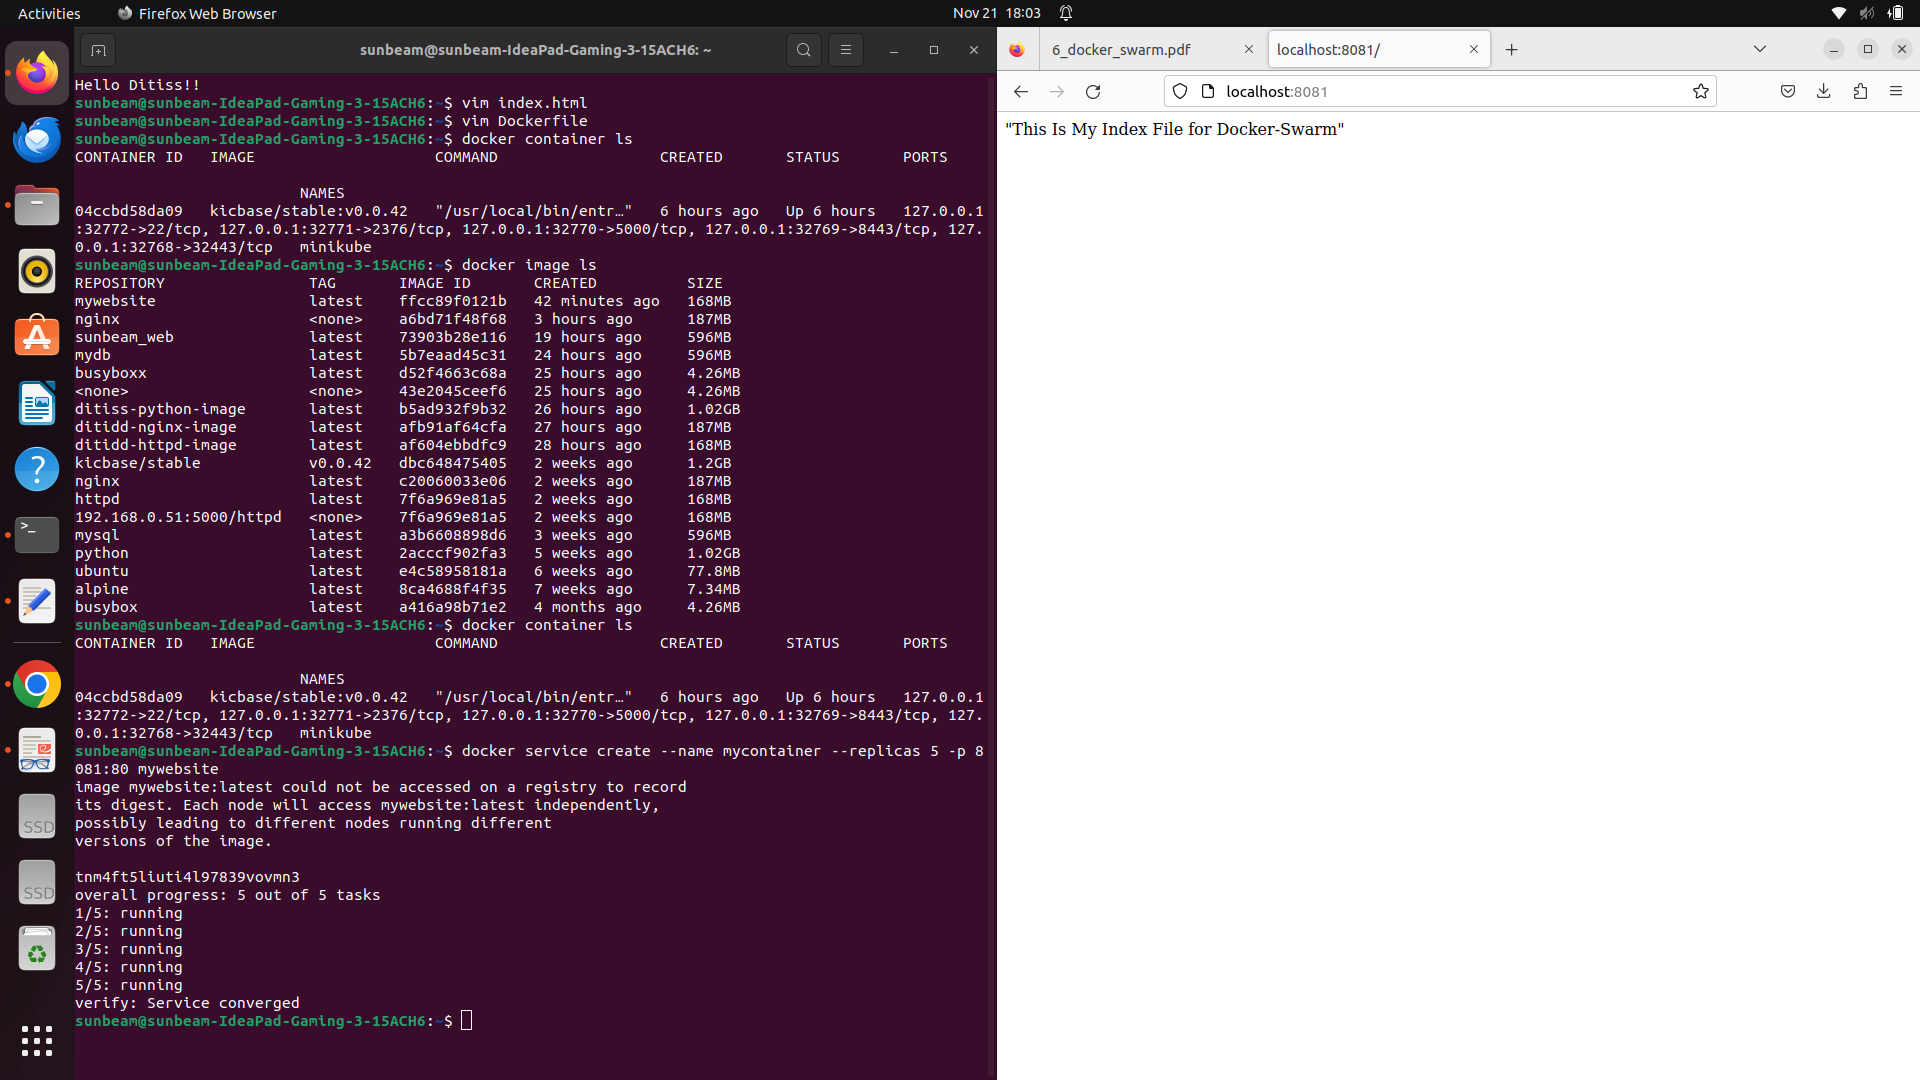 Activities Firefox Web Browser Nov 21 18:03
sunbeam@sunbeam-IdeaPad-Gaming-3-15ACH6: ~
Hello Ditiss!!
sunbeam@sunbeam-IdeaPad-Gaming-3-15ACH6:~$ vim index.html
sunbeam@sunbeam-IdeaPad-Gaming-3-15ACH6:~$ vim Dockerfile
sunbeam@sunbeam-IdeaPad-Gaming-3-15ACH6:~$ docker container ls
CONTAINER ID   IMAGE                    COMMAND                  CREATED       STATUS       PORTS
NAMES
04ccbd58da09   kicbase/stable:v0.0.42   "/usr/local/bin/entr…"   6 hours ago   Up 6 hours   127.0.0.1
:32772->22/tcp, 127.0.0.1:32771->2376/tcp, 127.0.0.1:32770->5000/tcp, 127.0.0.1:32769->8443/tcp, 127.
0.0.1:32768->32443/tcp   minikube
sunbeam@sunbeam-IdeaPad-Gaming-3-15ACH6:~$ docker image ls
REPOSITORY                TAG       IMAGE ID       CREATED          SIZE
mywebsite                 latest    ffcc89f0121b   42 minutes ago   168MB
nginx                     <none>    a6bd71f48f68   3 hours ago      187MB
sunbeam_web               latest    73903b28e116   19 hours ago     596MB
mydb                      latest    5b7eaad45c31   24 hours ago     596MB
busyboxx                  latest    d52f4663c68a   25 hours ago     4.26MB
<none>                    <none>    43e2045ceef6   25 hours ago     4.26MB
ditiss-python-image       latest    b5ad932f9b32   26 hours ago     1.02GB
ditidd-nginx-image        latest    afb91af64cfa   27 hours ago     187MB
ditidd-httpd-image        latest    af604ebbdfc9   28 hours ago     168MB
kicbase/stable            v0.0.42   dbc648475405   2 weeks ago      1.2GB
nginx                     latest    c20060033e06   2 weeks ago      187MB
httpd                     latest    7f6a969e81a5   2 weeks ago      168MB
192.168.0.51:5000/httpd   <none>    7f6a969e81a5   2 weeks ago      168MB
mysql                     latest    a3b6608898d6   3 weeks ago      596MB
python                    latest    2acccf902fa3   5 weeks ago      1.02GB
ubuntu                    latest    e4c58958181a   6 weeks ago      77.8MB
alpine                    latest    8ca4688f4f35   7 weeks ago      7.34MB
busybox                   latest    a416a98b71e2   4 months ago     4.26MB
sunbeam@sunbeam-IdeaPad-Gaming-3-15ACH6:~$ docker container ls
CONTAINER ID   IMAGE                    COMMAND                  CREATED       STATUS       PORTS
NAMES
04ccbd58da09   kicbase/stable:v0.0.42   "/usr/local/bin/entr…"   6 hours ago   Up 6 hours   127.0.0.1
:32772->22/tcp, 127.0.0.1:32771->2376/tcp, 127.0.0.1:32770->5000/tcp, 127.0.0.1:32769->8443/tcp, 127.
0.0.1:32768->32443/tcp   minikube
sunbeam@sunbeam-IdeaPad-Gaming-3-15ACH6:~$ docker service create --name mycontainer --replicas 5 -p 8
081:80 mywebsite
image mywebsite:latest could not be accessed on a registry to record
its digest. Each node will access mywebsite:latest independently,
possibly leading to different nodes running different
versions of the image.
tnm4ft5liuti4l97839vovmn3
overall progress: 5 out of 5 tasks
1/5: running
2/5: running
3/5: running
4/5: running
5/5: running
verify: Service converged
sunbeam@sunbeam-IdeaPad-Gaming-3-15ACH6:~$
SSD
SSD
6_docker_swarm.pdf localhost:8081/
localhost:8081
"This Is My Index File for Docker-Swarm"